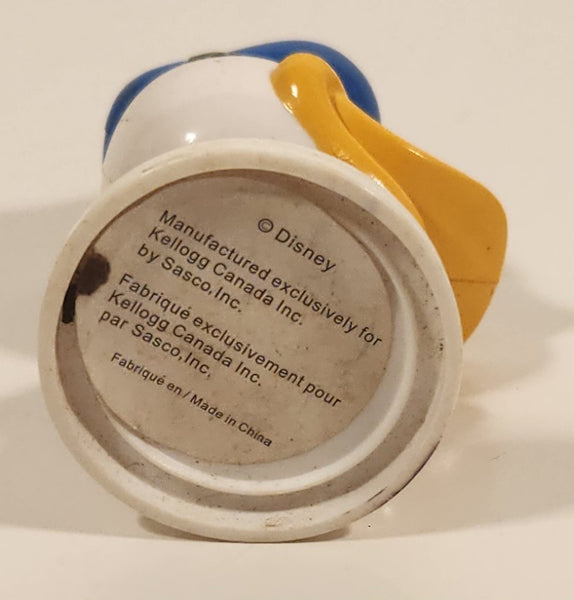 © Disney
Manufactured exclusively for
Kellogg Canada Inc.
by Sasco, Inc.
Fabriqué exclusivement pour
Kellogg Canada Inc.
par Sasco, Inc.
Fabriqué en / Made in China